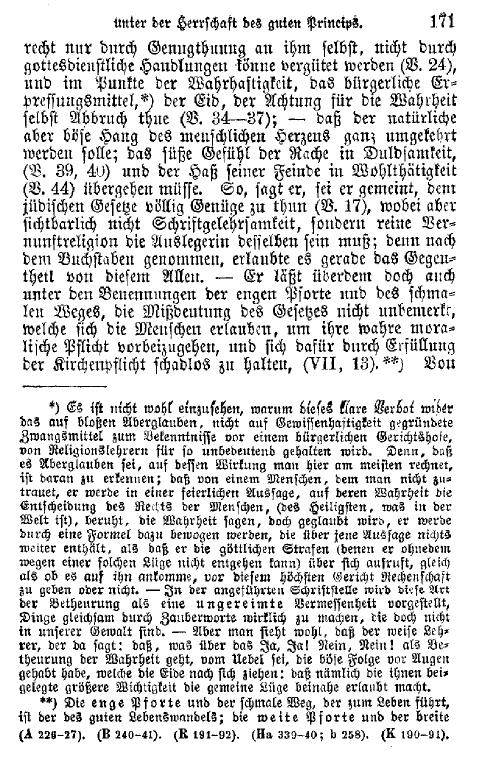 unter der Herrschaft des guten Princips. 171
recht nur durch Genugthuung an ihm selbst, nicht durch
gottesdienstliche Handlungen könne vergütet werden (V. 24),
und im Punkte der Wahrhaftigkeit, das bürgerliche Er-
pressungsmittel,*) der Eid, der Achtung für die Wahrheit
selbst Abbruch thue (V. 34—37); — daß der natürliche
aber böse Hang des menschlichen Herzens ganz umgekehrt
werden solle; das süße Gefühl der Rache in Duldsamkeit,
(V. 39, 40) und der Haß seiner Feinde in Wohlthätigkeit
(V. 44) übergehen müsse. So, sagt er, sei er gemeint, dem
jüdischen Gesetze völlig Genüge zu thun (V. 17), wobei aber
sichtbarlich nicht Schriftgelehrsamkeit, sondern reine Ver-
nunftreligion die Auslegerin desselben sein muß; denn nach
dem Buchstaben genommen, erlaubte es gerade das Gegen-
theil von diesem Allen. — Er läßt überdem doch auch
unter den Benennungen der engen Pforte und des schma-
len Weges, die Mißdeutung des Gesetzes nicht unbemerkt,
welche sich die Menschen erlauben, um ihre wahre mora-
lische Pflicht vorbeizugehen, und sich dafür durch Erfüllung
der Kirchenpflicht schadlos zu halten, (VII, 13).**) Von
*) Es ist nicht wohl einzusehen, warum dieses klare Verbot wider
das auf bloßen Aberglauben, nicht auf Gewissenhaftigkeit gegründete
Zwangsmittel zum Bekenntnisse vor einem bürgerlichen Gerichtshofe,
von Religionslehrern für so unbedeutend gehalten wird. Denn, daß
es Aberglauben sei, auf dessen Wirkung man hier am meisten rechnet,
ist daran zu erkennen; daß von einem Menschen, dem man nicht zu-
trauet, er werde in einer feierlichen Aussage, auf deren Wahrheit die
Entscheidung des Rechts der Menschen, (des Heiligsten, was in der
Welt ist), beruht, die Wahrheit sagen, doch geglaubt wird, er werde
durch eine Formel dazu bewogen werden, die über jene Aussage nichts
weiter enthält, als daß er die göttlichen Strafen (denen er ohnedem
wegen einer solchen Lüge nicht entgehen kann) über sich aufruft, gleich
als ob es auf ihn ankomme, vor diesem höchsten Gericht Rechenschaft
zu geben oder nicht. — In der angeführten Schriftstelle wird diese Art
der Betheurung als eine ungereimte Vermessenheit vorgestellt,
Dinge gleichsam durch Zauberworte wirklich zu machen, die doch nicht
in unserer Gewalt sind. — Aber man sieht wohl, daß der weise Leh-
rer, der da sagt: daß, was über das Ja, Ja! Nein, Nein! als Be-
theurung der Wahrheit geht, vom Uebel sei, die böse Folge vor Augen
gehabt habe, welche die Eide nach sich ziehen: daß nämlich die ihnen bei-
gelegte größere Wichtigkeit die gemeine Lüge beinahe erlaubt macht.
**) Die enge Pforte und der schmale Weg, der zum Leben führt,
ist der des guten Lebenswandels; die weite Pforte und der breite
(A 226-27). (B 240-41). (R 191-92). (Ha 339-40; b 258). (K 190-91).